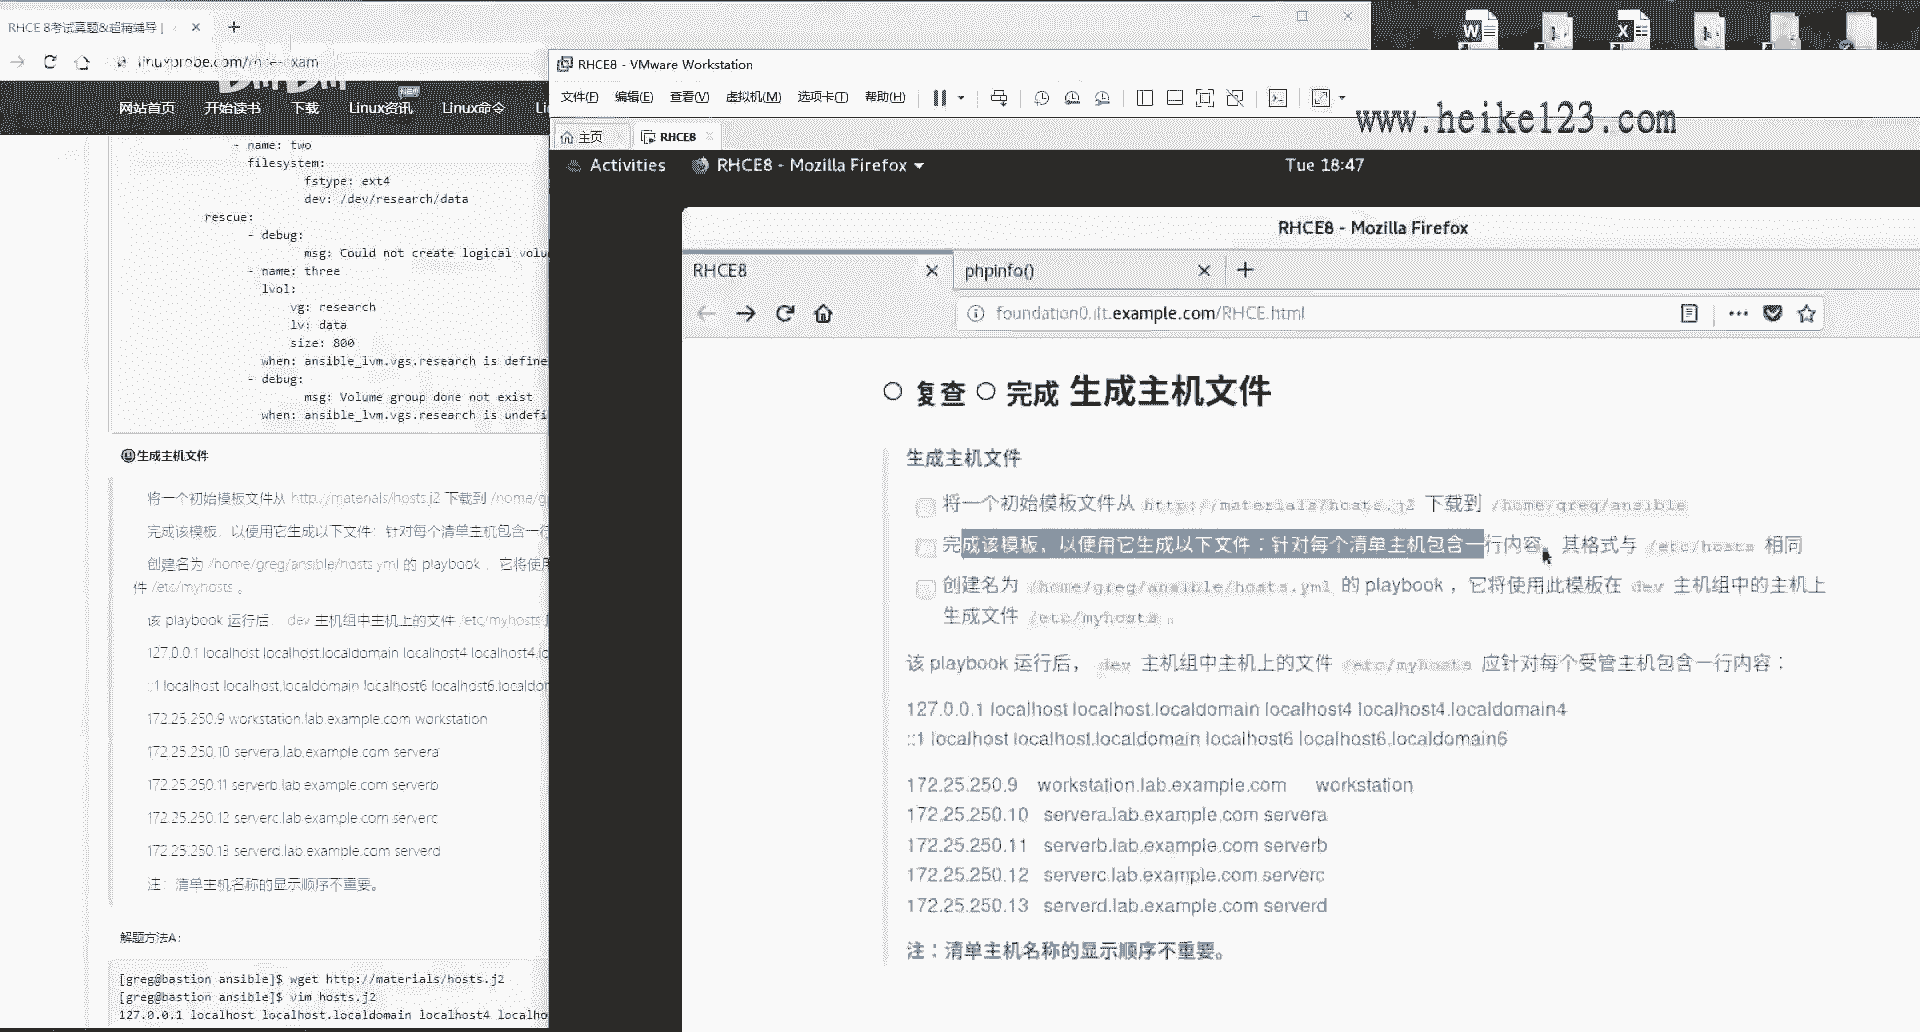 RHCE 8考试真题&超精辅导 |
linuxprobe.com/
网站首页 开始读书 下载 Linux资讯 Linux命令
- name: two
filesystem:
fstype: ext4
dev: /dev/research/data
rescue:
- debug:
msg: Could not create logical volu
- name: three
lvol:
vg: research
lv: data
size: 800
when: ansible_lvm.vgs.research is define
- debug:
msg: Volume group done not exist
when: ansible_lvm.vgs.research is undefi
生成主机文件
将一个初始模板文件从 http://materials/hosts.j2 下载到 /home/g
完成该模板，以便用它生成以下文件：针对每个清单主机包含一行
创建名为 /home/greg/ansible/hosts.yml 的 playbook ，它将使用
件 /etc/myhosts 。
该 playbook 运行后， dev 主机组中主机上的文件 /etc/myhosts
127.0.0.1 localhost localhost.localdomain localhost4 localhost4.lo
::1 localhost localhost.localdomain localhost6 localhost6.localdom
172.25.250.9 workstation.lab.example.com workstation
172.25.250.10 servera.lab.example.com servera
172.25.250.11 serverb.lab.example.com serverb
172.25.250.12 serverc.lab.example.com serverc
172.25.250.13 serverd.lab.example.com serverd
注：清单主机名称的显示顺序不重要。
解题方法A:
[greg@bastion ansible]$ wget http://materials/hosts.j2
[greg@bastion ansible]$ vim hosts.j2
127.0.0.1 localhost localhost.localdomain localhost4 localho
RHCE8 - VMware Workstation
文件(F) 编辑(E) 查看(V) 虚拟机(M) 选项卡(T) 帮助(H)
www.heike123.com
主页 RHCE8
Activities RHCE8 - Mozilla Firefox Tue 18:47
RHCE8 - Mozilla Firefox
RHCE8 phpinfo()
foundation0.ilt.example.com/RHCE.html
复查 完成 生成主机文件
生成主机文件
将一个初始模板文件从 http://materials/hosts.j2 下载到 /home/greg/ansible
完成该模板，以便用它生成以下文件：针对每个清单主机包含一行内容，其格式与 /etc/hosts 相同
创建名为 /home/greg/ansible/hosts.yml 的 playbook ，它将使用此模板在 dev 主机组中的主机上
生成文件 /etc/myhosts 。
该 playbook 运行后， dev 主机组中主机上的文件 /etc/myhosts 应针对每个受管主机包含一行内容：
127.0.0.1 localhost localhost.localdomain localhost4 localhost4.localdomain4
::1 localhost localhost.localdomain localhost6 localhost6.localdomain6
172.25.250.9 workstation.lab.example.com workstation
172.25.250.10 servera.lab.example.com servera
172.25.250.11 serverb.lab.example.com serverb
172.25.250.12 serverc.lab.example.com serverc
172.25.250.13 serverd.lab.example.com serverd
注：清单主机名称的显示顺序不重要。